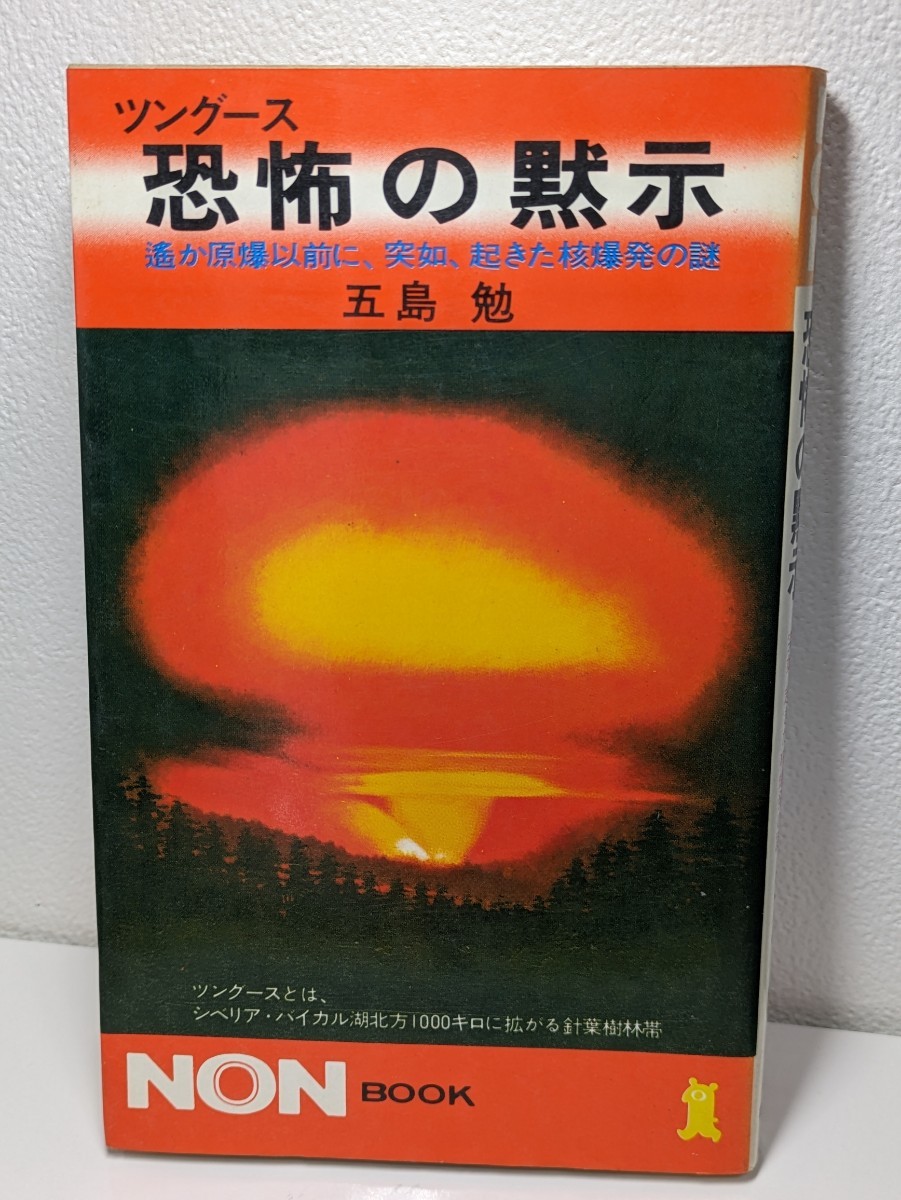 ツングース
恐怖の黙示
遙か原爆以前に、突如、起きた核爆発の謎
五島 勉
ツングースとは、
シベリア・バイカル湖北方1000キロに拡がる針葉樹林帯
NON BOOK